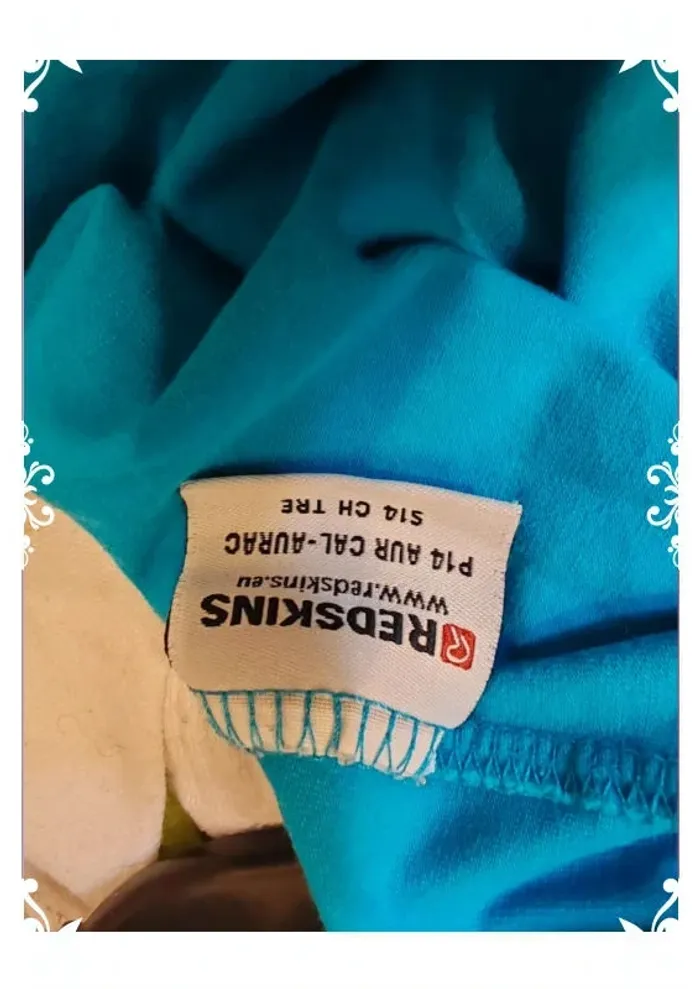 REDSKINS
www.redskins.eu
P14 AUR CAL-AURAC
S14 CH TRE